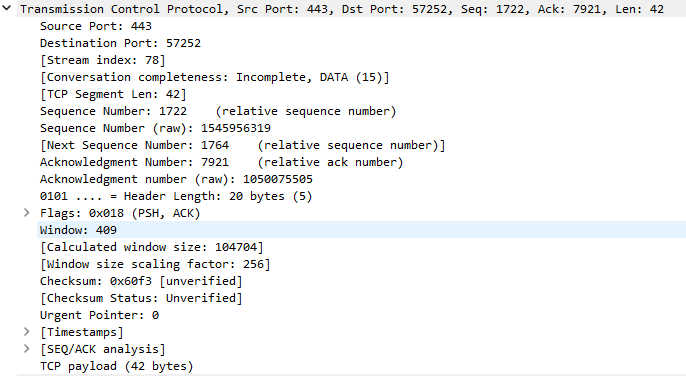 Transmission Control Protocol, Src Port: 443, Dst Port: 57252, Seq: 1722, Ack: 7921, Len: 42
Source Port: 443
Destination Port: 57252
[Stream index: 78]
[Conversation completeness: Incomplete, DATA (15)]
[TCP Segment Len: 42]
Sequence Number: 1722    (relative sequence number)
Sequence Number (raw): 1545956319
[Next Sequence Number: 1764    (relative sequence number)]
Acknowledgment Number: 7921    (relative ack number)
Acknowledgment number (raw): 1050075505
0101 .... = Header Length: 20 bytes (5)
Flags: 0x018 (PSH, ACK)
Window: 409
[Calculated window size: 104704]
[Window size scaling factor: 256]
Checksum: 0x60f3 [unverified]
[Checksum Status: Unverified]
Urgent Pointer: 0
[Timestamps]
[SEQ/ACK analysis]
TCP payload (42 bytes)